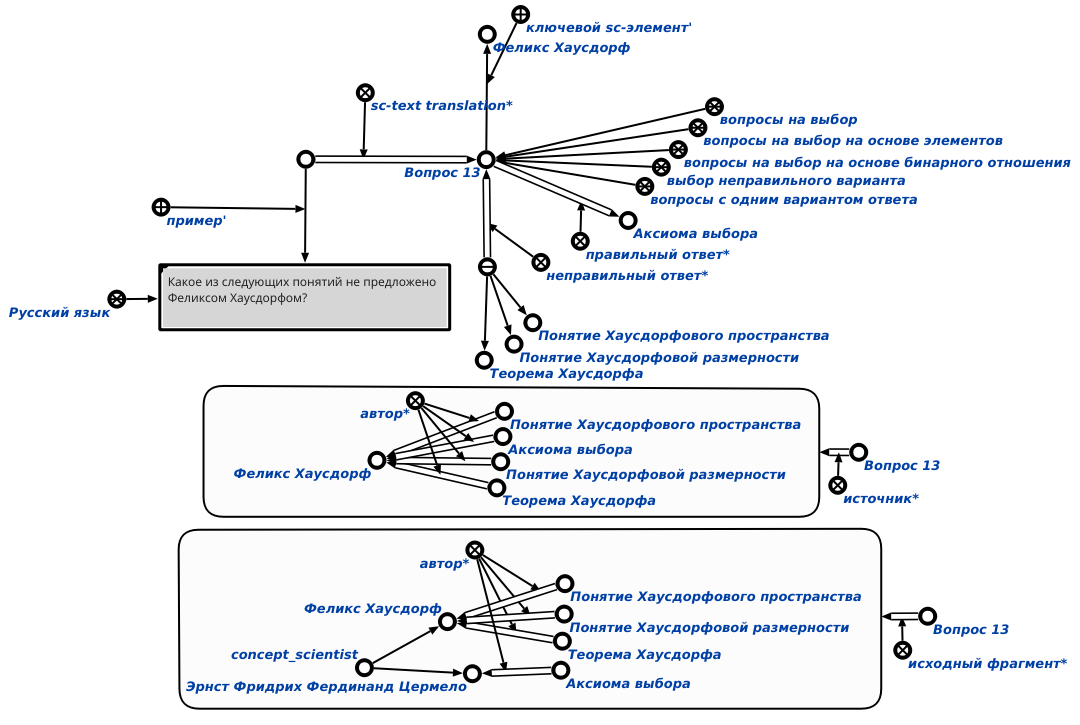 ключевой sc-элемент'
Феликс Хаусдорф
sc-text translation*
вопросы на выбор
вопросы на выбор на основе элементов
вопросы на выбор на основе бинарного отношения
Вопрос 13
выбор неправильного варианта
вопросы с одним вариантом ответа
пример'
Аксиома выбора
правильный ответ*
неправильный ответ*
Какое из следующих понятий не предложено
Феликсом Хаусдорфом?
Русский язык
Понятие Хаусдорфового пространства
Понятие Хаусдорфовой размерности
Теорема Хаусдорфа
автор*
Понятие Хаусдорфового пространства
Аксиома выбора
Феликс Хаусдорф
Понятие Хаусдорфовой размерности
Теорема Хаусдорфа
Вопрос 13
источник*
автор*
Понятие Хаусдорфового пространства
Феликс Хаусдорф
Понятие Хаусдорфовой размерности
concept_scientist
Теорема Хаусдорфа
Эрнст Фридрих Фердинанд Цермело
Аксиома выбора
Вопрос 13
исходный фрагмент*